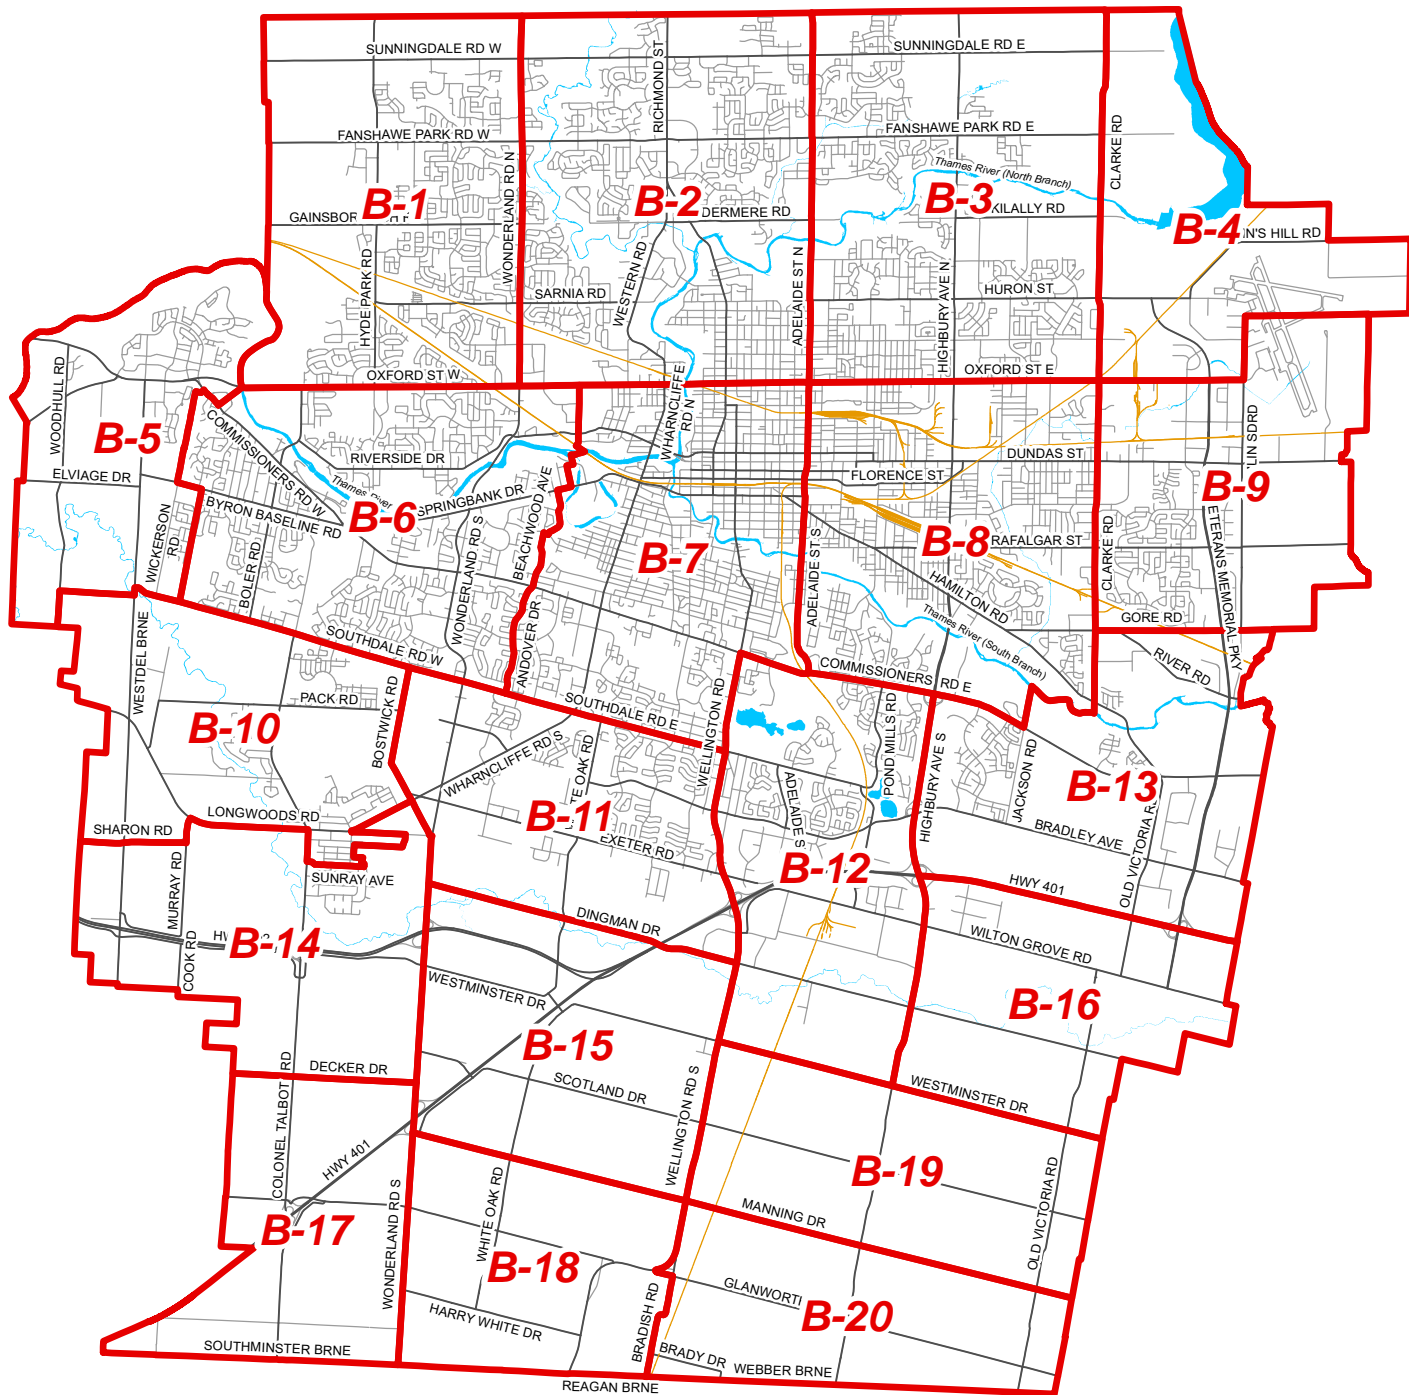 SUNNINGDALE RD W
SUNNINGDALE RD E
RICHMOND ST
FANSHAWE PARK RD W
FANSHAWE PARK RD E
CLARKE RD
Thames River (North Branch)
B-1
B-2
B-3
B-4
GAINSBOR
DERMERE RD
KILALLY RD
N'S HILL RD
WONDERLAND RD N
HYDE PARK RD
WESTERN RD
SARNIA RD
ADELAIDE ST N
HIGHBURY AVE N
HURON ST
OXFORD ST W
OXFORD ST E
WHARNCLIFFE
RD N
WOODHULL RD
B-5
COMMISSIONERS RD W
RIVERSIDE DR
DUNDAS ST
FLORENCE ST
LIN SDRD
ELVIAGE DR
Thames River
SPRINGBANK DR
BEACHWOOD AVE
B-6
B-9
BYRON BASELINE RD
WICKERSON
RD
BOLER RD
WONDERLAND RD S
B-7
ADELAIDE ST S
B-8
RAFALGAR ST
CLARKE RD
ETERANS MEMORIAL PKY
HAMILTON RD
Thames River (South Branch)
GORE RD
ANDOVER DR
WESTDEL BRNE
SOUTHDALE RD W
COMMISSIONERS RD E
RIVER RD
PACK RD
BOSTWICK RD
SOUTHDALE RD E
WELLINGTON RD
POND MILLS RD
B-10
WHARNCLIFFE RD S
TE OAK RD
ADELAIDE S
HIGHBURY AVE S
JACKSON RD
B-13
LONGWOODS RD
B-11
SHARON RD
EXETER RD
BRADLEY AVE
OLD VICTORIA R
MURRAY RD
SUNRAY AVE
B-12
HWY 401
DINGMAN DR
COOK RD
B-14
WILTON GROVE RD
WESTMINSTER DR
B-16
B-15
DECKER DR
COLONEL TALBOT RD
SCOTLAND DR
WELLINGTON RD S
WESTMINSTER DR
HWY 401
B-19
WHITE OAK RD
WONDERLAND RD S
MANNING DR
OLD VICTORIA RD
B-17
B-18
GLANWORT
B-20
BRADISH RD
HARRY WHITE DR
SOUTHMINSTER BRNE
BRADY DR
WEBBER BRNE
REAGAN BRNE